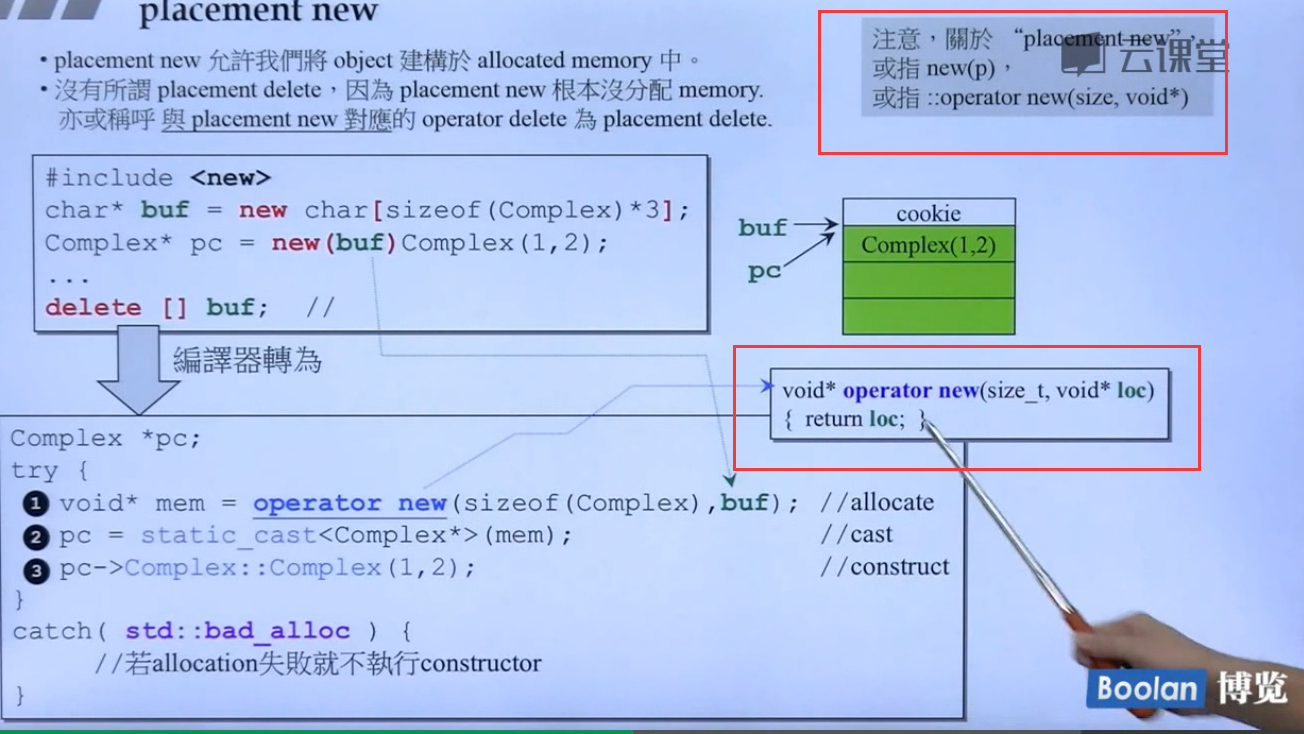 placement new
• placement new 允許我們將 object 建構於 allocated memory 中。
• 沒有所謂 placement delete，因為 placement new 根本沒分配 memory.
亦或稱呼 與 placement new 對應的 operator delete 為 placement delete.
注意，關於 “placement new”，
或指 new(p)，
或指 ::operator new(size, void*)
云课堂
#include <new>
char* buf = new char[sizeof(Complex)*3];
Complex* pc = new(buf)Complex(1,2);
...
delete [] buf; //
buf
pc
cookie
Complex(1,2)
編譯器轉為
void* operator new(size_t, void* loc)
{ return loc; }
Complex *pc;
try {
1 void* mem = operator new(sizeof(Complex),buf); //allocate
2 pc = static_cast<Complex*>(mem); //cast
3 pc->Complex::Complex(1,2); //construct
}
catch( std::bad_alloc ) {
//若allocation失敗就不執行constructor
}
Boolan 博览